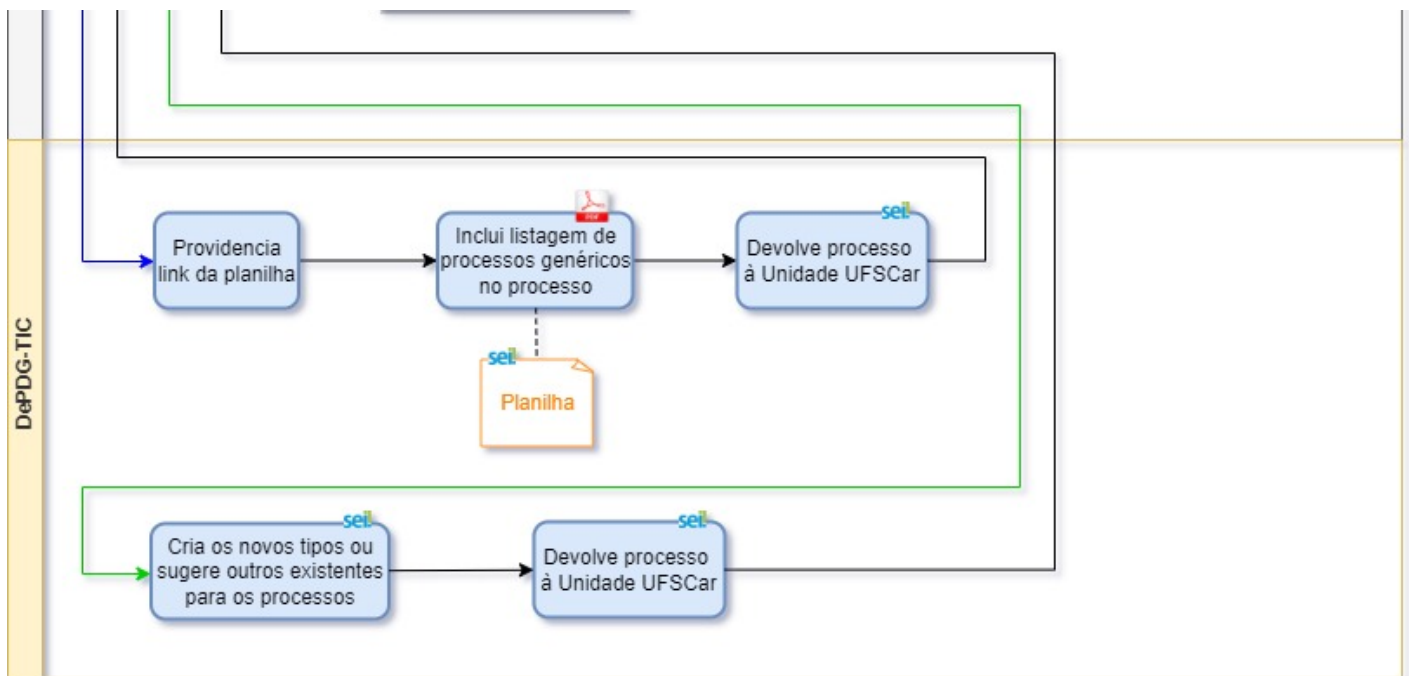 DePDG-TIC
Providencia
link da planilha
PDF
Inclui listagem de
processos genéricos
no processo
sei!
Devolve processo
à Unidade UFSCar
sei!
Planilha
sei!
Cria os novos tipos ou
sugere outros existentes
para os processos
sei!
Devolve processo
à Unidade UFSCar